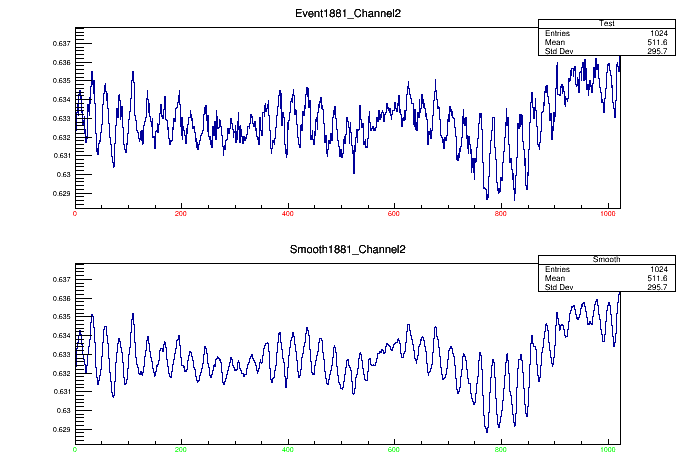 Event1881_Channel2
Test
Entries 1024
Mean 511.6
Std Dev 295.7
0.637
0.636
0.635
0.634
0.633
0.632
0.631
0.63
0.629
0 200 400 600 800 1000
Smooth1881_Channel2
Smooth
Entries 1024
Mean 511.6
Std Dev 295.7
0.637
0.636
0.635
0.634
0.633
0.632
0.631
0.63
0.629
0 200 400 600 800 1000